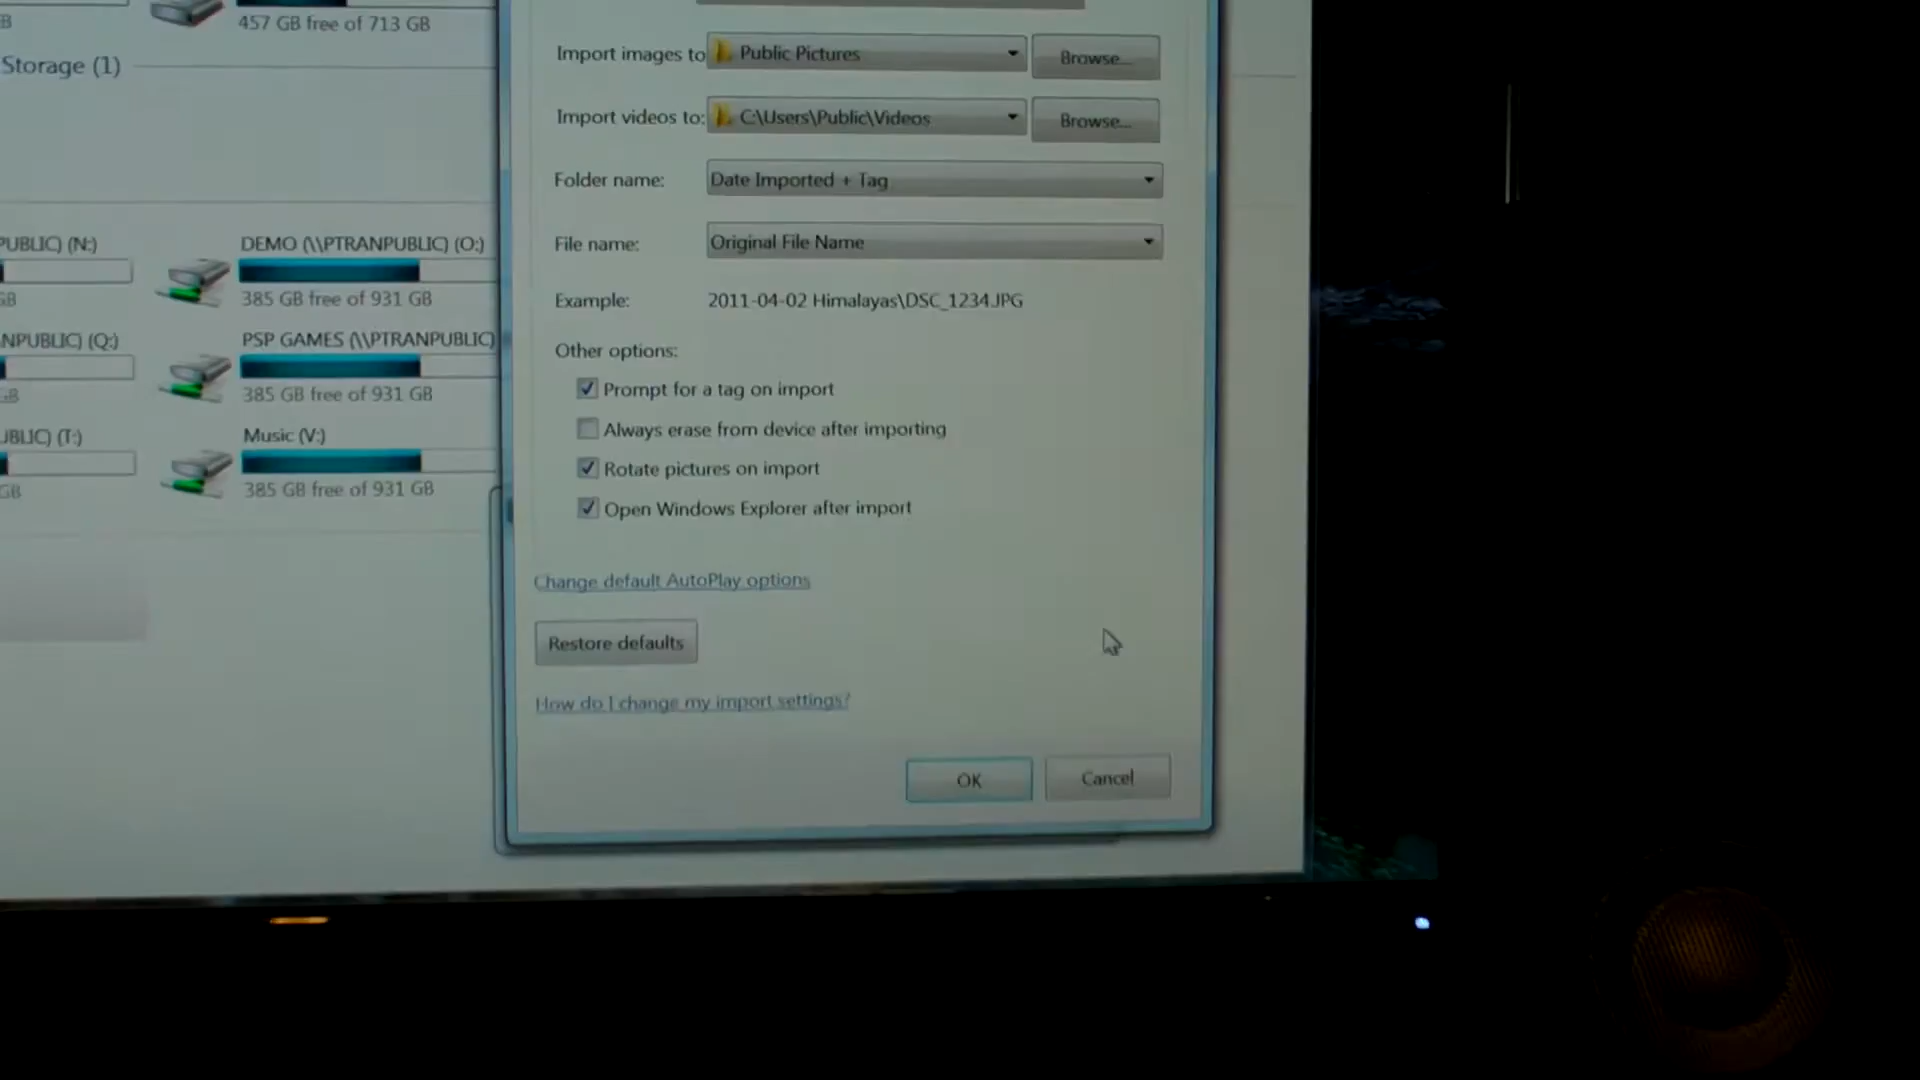 B
457 GB free of 713 GB
Storage (1)
PUBLIC) (N:)
DEMO (\\PTRANPUBLIC) (O:)
GB
385 GB free of 931 GB
NPUBLIC) (Q:)
PSP GAMES (\\PTRANPUBLIC)
GB
385 GB free of 931 GB
UBLIC) (T:)
Music (V:)
GB
385 GB free of 931 GB
Import images to
Public Pictures
Browse...
Import videos to:
C:\Users\Public\Videos
Browse...
Folder name:
Date Imported + Tag
File name:
Original File Name
Example:
2011-04-02 Himalayas\DSC_1234.JPG
Other options:
Prompt for a tag on import
Always erase from device after importing
Rotate pictures on import
Open Windows Explorer after import
Change default AutoPlay options
Restore defaults
How do I change my import settings?
OK
Cancel